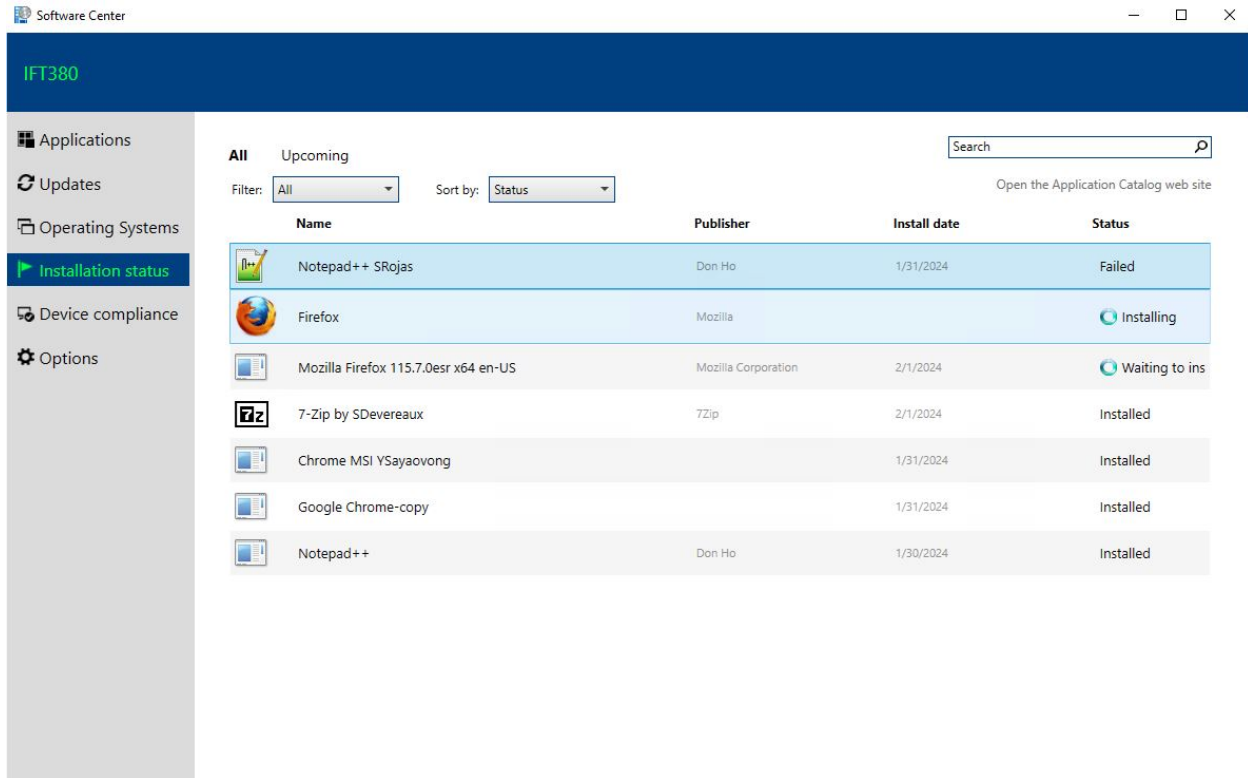 Software Center
IFT380
Applications
Updates
Operating Systems
Installation status
Device compliance
Options
All Upcoming
Search
Filter: All Sort by: Status
Open the Application Catalog web site
Name Publisher Install date Status
Notepad++ SRojas Don Ho 1/31/2024 Failed
Firefox Mozilla Installing
Mozilla Firefox 115.7.0esr x64 en-US Mozilla Corporation 2/1/2024 Waiting to ins
7z 7-Zip by SDevereaux 7Zip 2/1/2024 Installed
Chrome MSI YSayaovong 1/31/2024 Installed
Google Chrome-copy 1/31/2024 Installed
Notepad++ Don Ho 1/30/2024 Installed